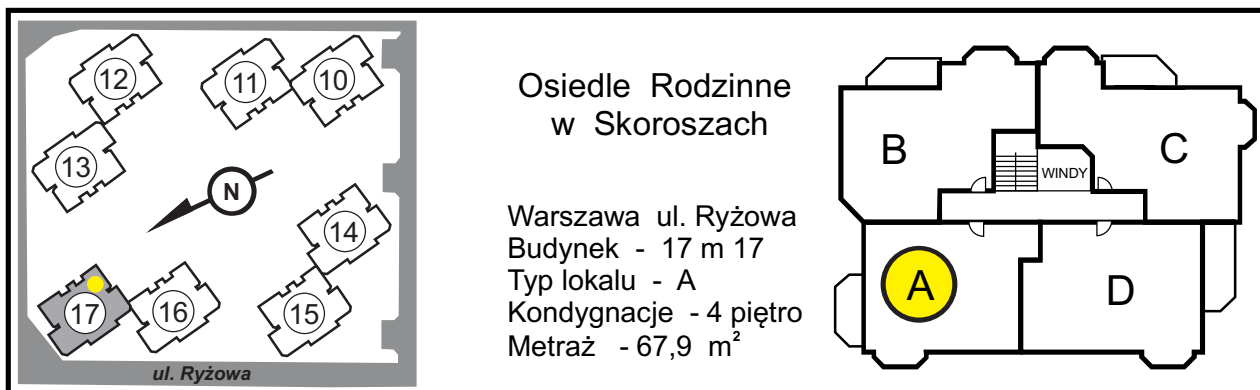 12
11
10
13
N
14
17
16
15
ul. Ryżowa
Osiedle Rodzinne
w Skoroszach
Warszawa ul. Ryżowa
Budynek - 17 m 17
Typ lokalu - A
Kondygnacje - 4 piętro
Metraż - 67,9 m²
B
C
WINDY
A
D